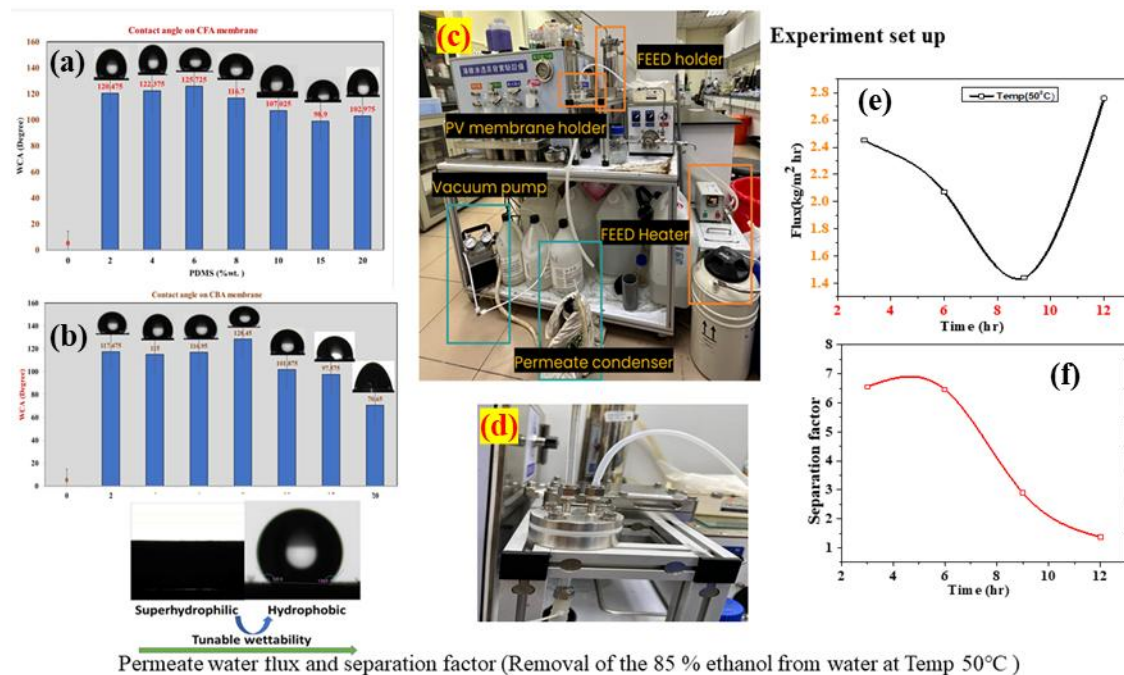 Contact angle on CFA membrane
(a)
160
140
120
100
80
60
40
20
0
WCA (Degree)
120.475
122.375
125.725
116.7
107.025
98.9
102.975
0 2 4 6 8 10 15 20
PDMS (%wt. )
Contact angle on CBA membrane
(b)
160
140
120
100
80
60
40
20
0
WCA (Degree)
117.675
115
116.95
128.45
101.875
97.875
70.65
0 2 20
Superhydrophilic Hydrophobic
Tunable wettability
(c)
FEED holder
PV membrane holder
Vacuum pump
FEED Heater
Permeate condenser
(d)
Experiment set up
(e)
Temp(50°C)
2.8
2.6
2.4
2.2
2.0
1.8
1.6
1.4
Flux(kg/m² hr)
2 4 6 8 10 12
Time (hr)
(f)
7
6
5
4
3
2
1
Separation factor
2 4 6 8 10 12
Time (hr)
Permeate water flux and separation factor (Removal of the 85 % ethanol from water at Temp 50°C )